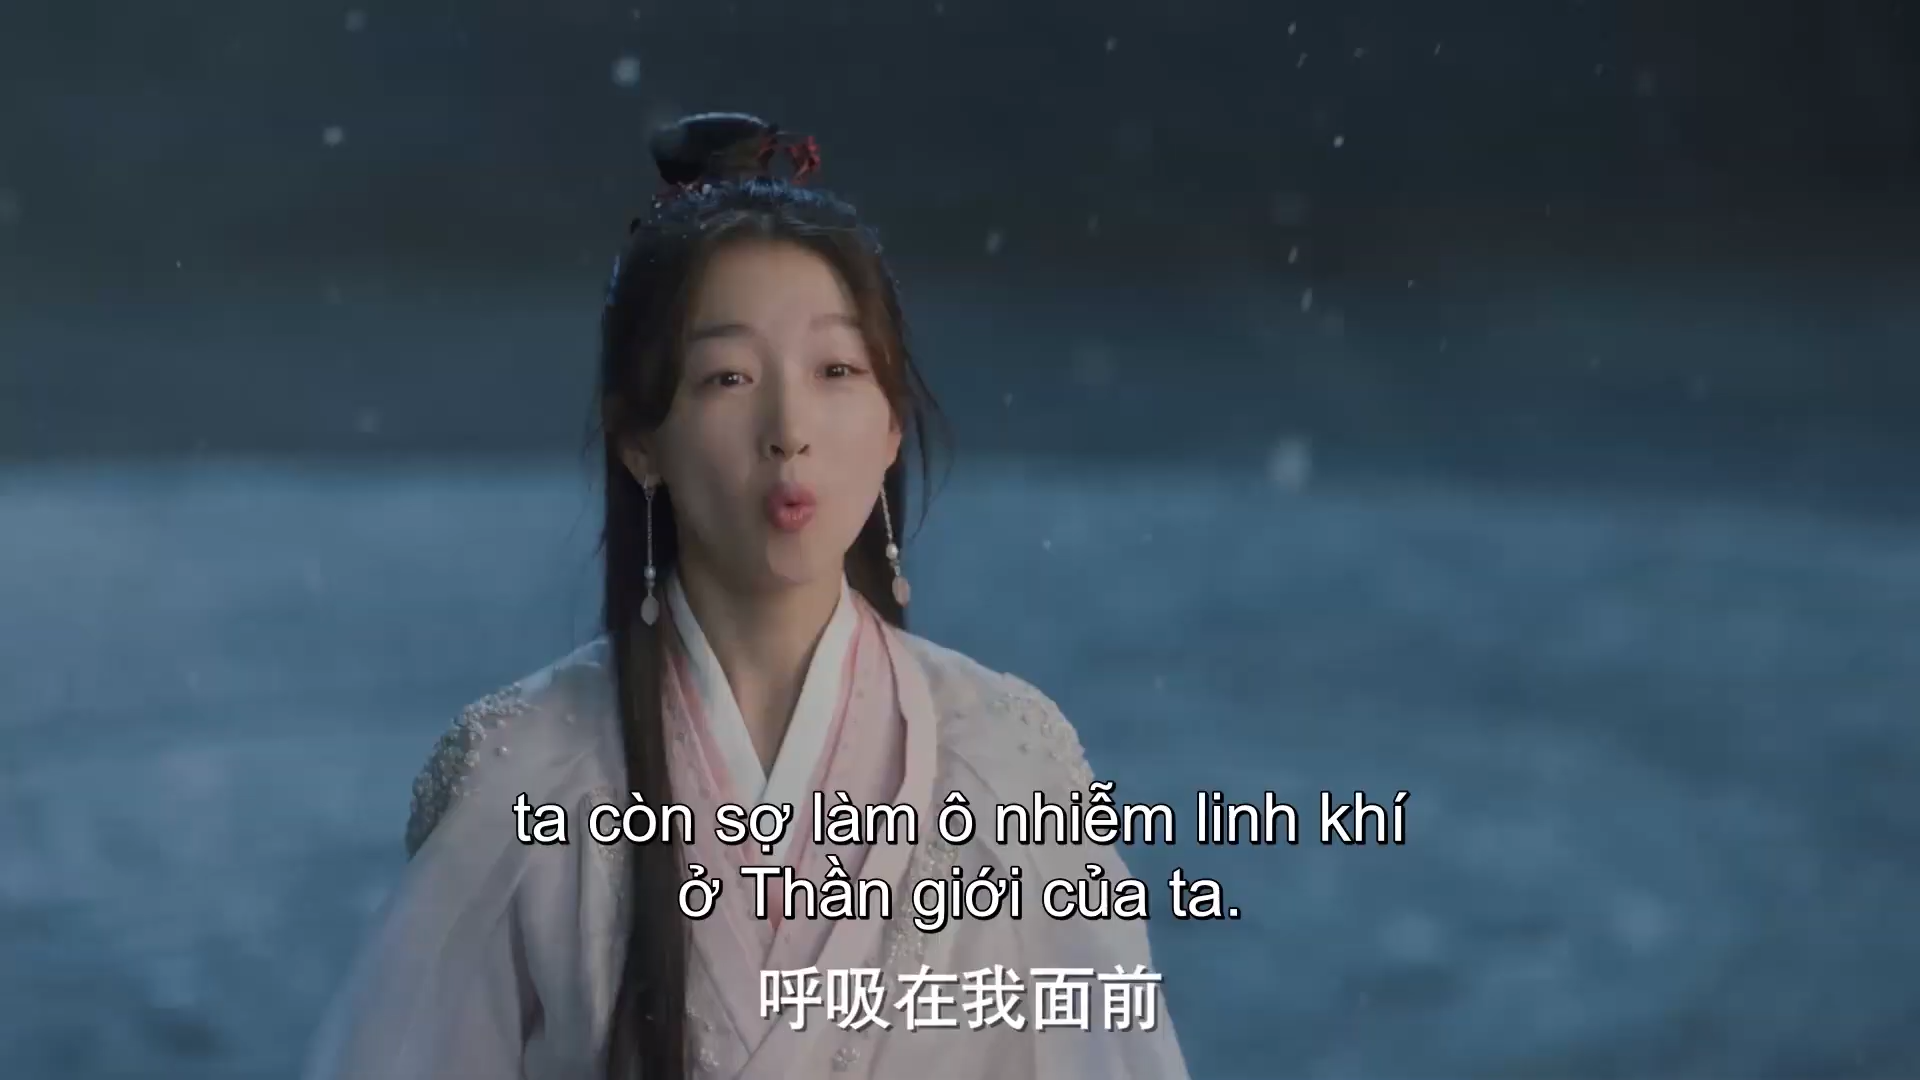 ta còn sợ làm ô nhiễm linh khí
ở Thần giới của ta.
呼吸在我面前